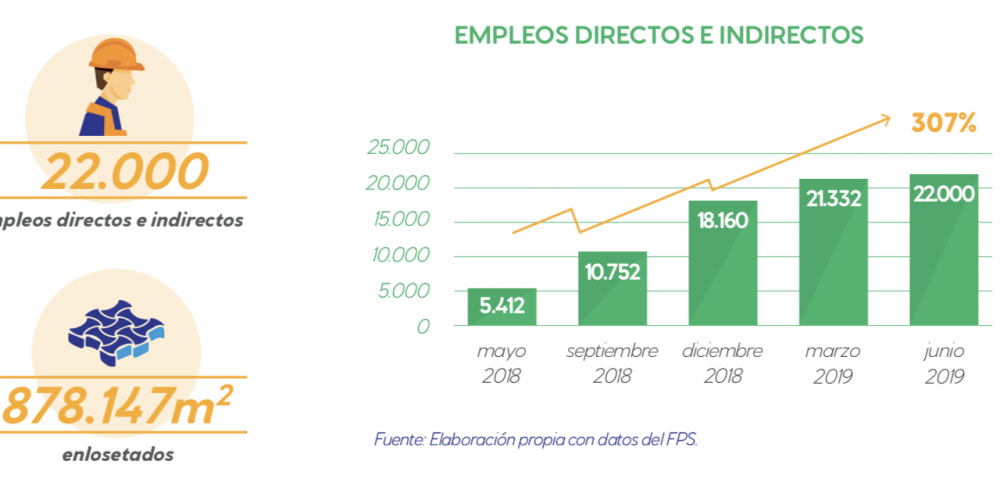 22.000
pleos directos e indirectos
878.147m²
enlosetados
EMPLEOS DIRECTOS E INDIRECTOS
307%
25.000
20.000
15.000
10.000
5.000
0
5.412
10.752
18.160
21.332
22.000
mayo 2018
septiembre 2018
diciembre 2018
marzo 2019
junio 2019
Fuente: Elaboración propia con datos del FPS.